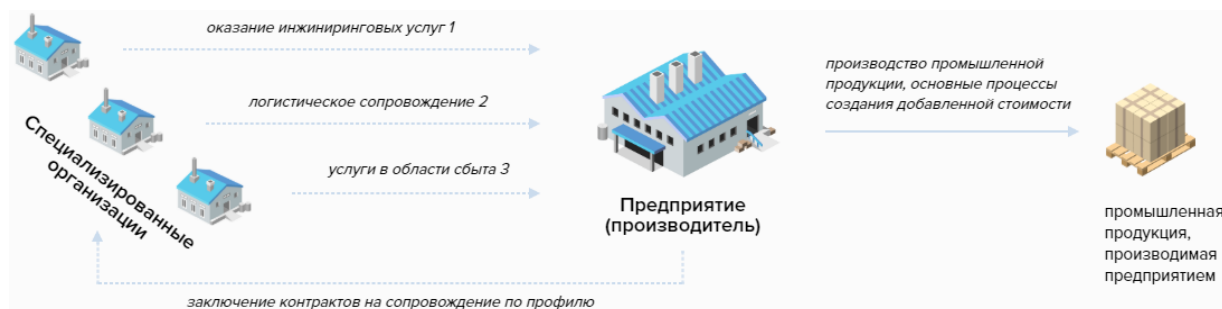 оказание инжиниринговых услуг 1
логистическое сопровождение 2
услуги в области сбыта 3
Специализированные
организации
Предприятие
(производитель)
производство промышленной
продукции, основные процессы
создания добавленной стоимости
промышленная
продукция,
производимая
предприятием
заключение контрактов на сопровождение по профилю